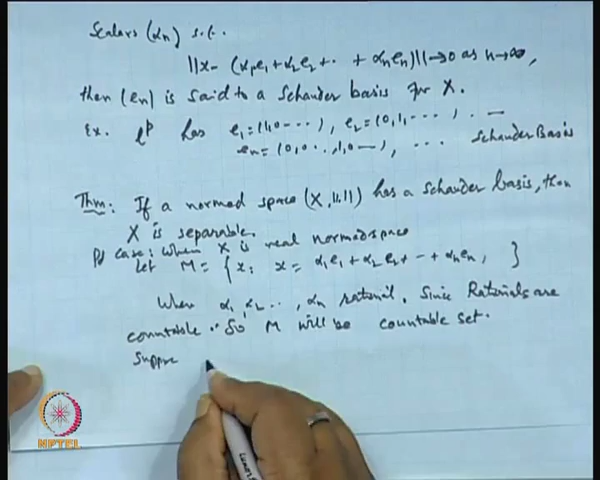 Scalars (αn) s.t.
||x - (α1e1 + α2e2 + ·· + αnen)|| → 0 as n → ∞,
then (en) is said to a Schauder basis for X.
Ex. lᵖ has e1 = (1,0 - - -), e2 = (0,1, - - -), . —
en = (0,0··,1,0 —), ... Schauder Basis
Thm: If a normed space (X, ||.||) has a Schauder basis, then
X is separable.
Pf case: When X is real normed space
Let M = { x: x = α1e1 + α2e2 + -- + αnen, }
When α1, α2 ··, αn rational. Since Rationals are
countable. So M will be countable set.
Suppse
NPTEL